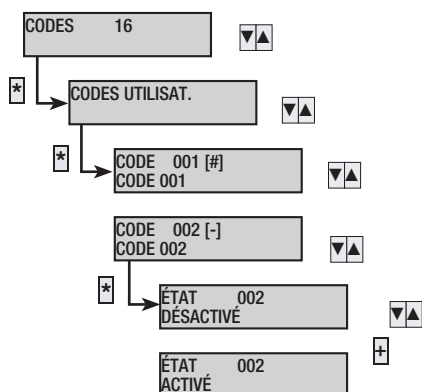 CODES 16
▼▲
*
CODES UTILISAT.
▼▲
*
CODE 001 [#]
CODE 001
▼▲
CODE 002 [-]
CODE 002
▼▲
*
ÉTAT 002
DÉSACTIVÉ
▼▲
+
ÉTAT 002
ACTIVÉ